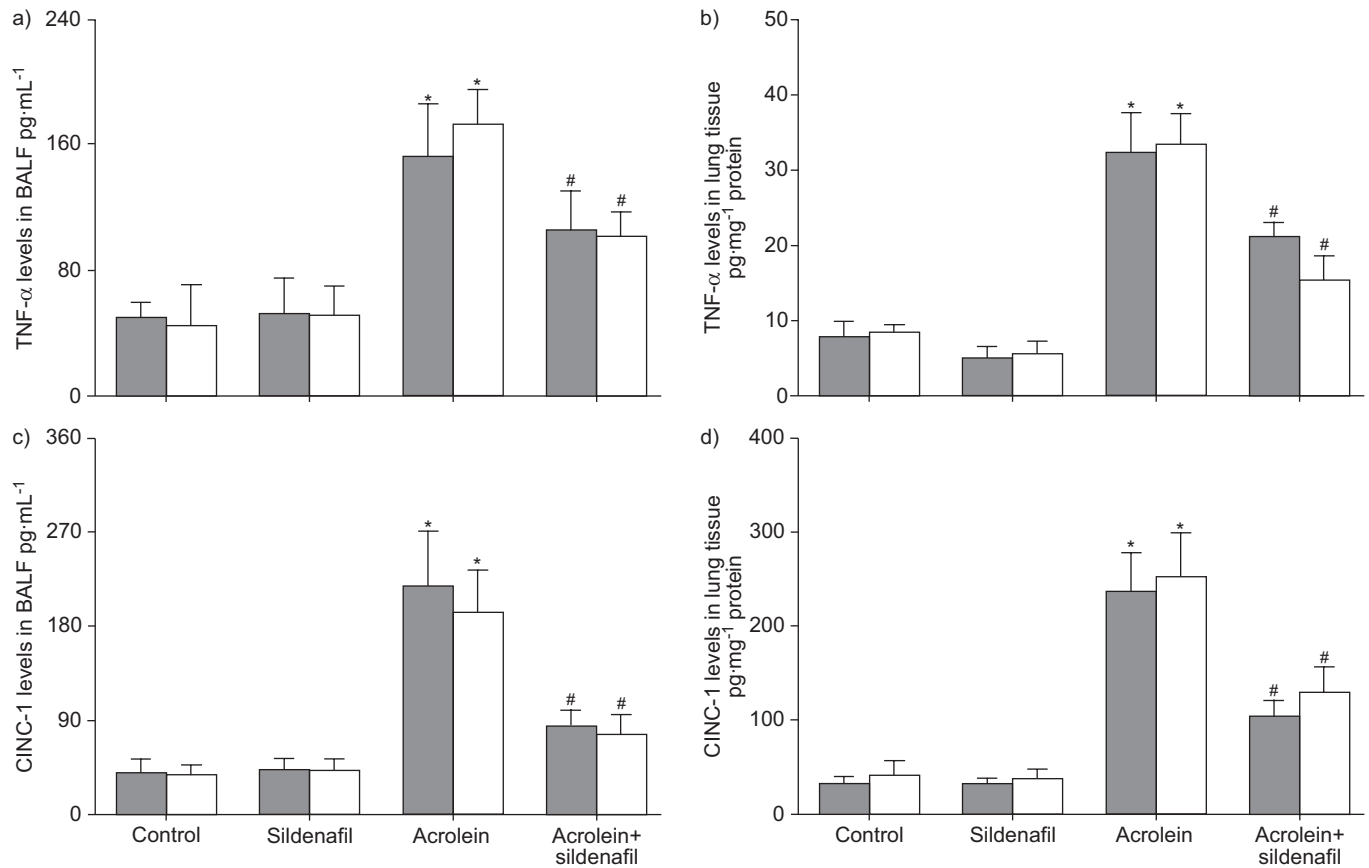 a)
240
160
80
0
TNF-α levels in BALF pg·mL-1
*
*
#
#
b)
50
40
30
20
10
0
TNF-α levels in lung tissue
pg·mg-1 protein
*
*
#
#
c)
360
270
180
90
0
CINC-1 levels in BALF pg·mL-1
*
*
#
#
Control
Sildenafil
Acrolein
Acrolein+
sildenafil
d)
400
300
200
100
0
CINC-1 levels in lung tissue
pg·mg-1 protein
*
*
#
#
Control
Sildenafil
Acrolein
Acrolein+
sildenafil